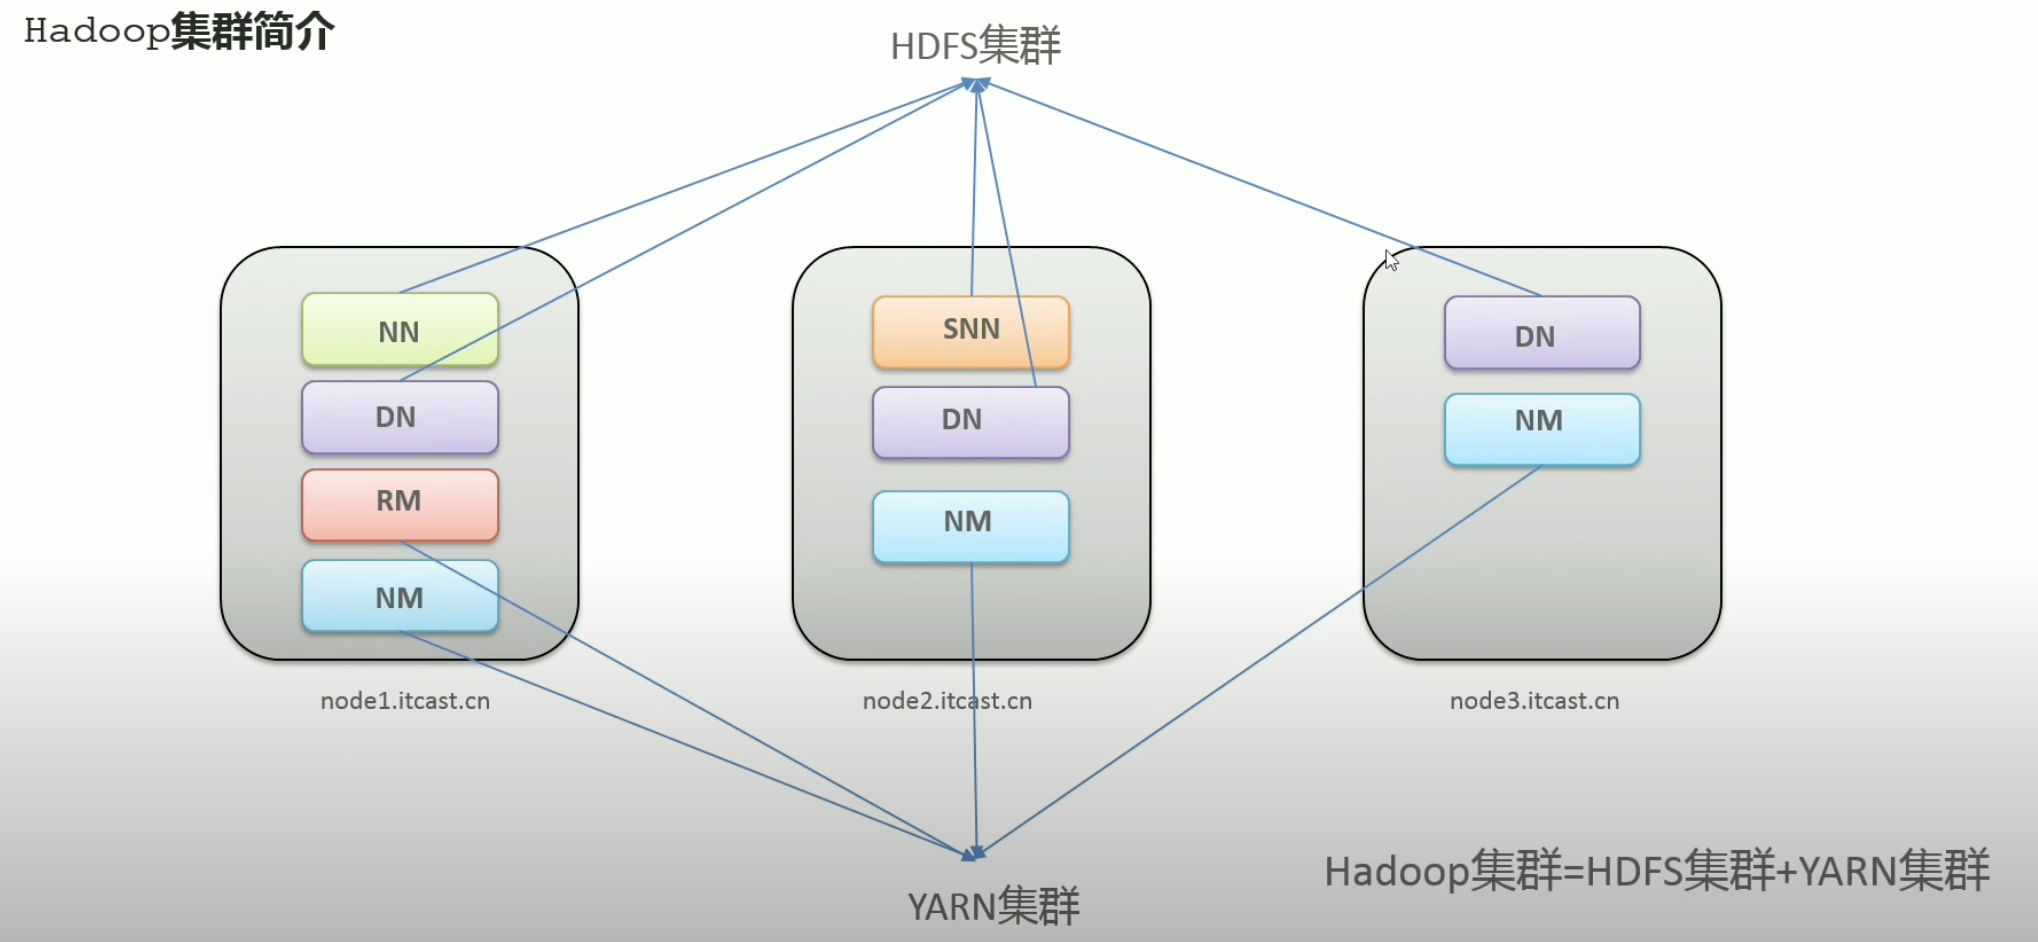 Hadoop集群简介
HDFS集群
NN
DN
RM
NM
node1.itcast.cn
SNN
DN
NM
node2.itcast.cn
DN
NM
node3.itcast.cn
YARN集群
Hadoop集群=HDFS集群+YARN集群